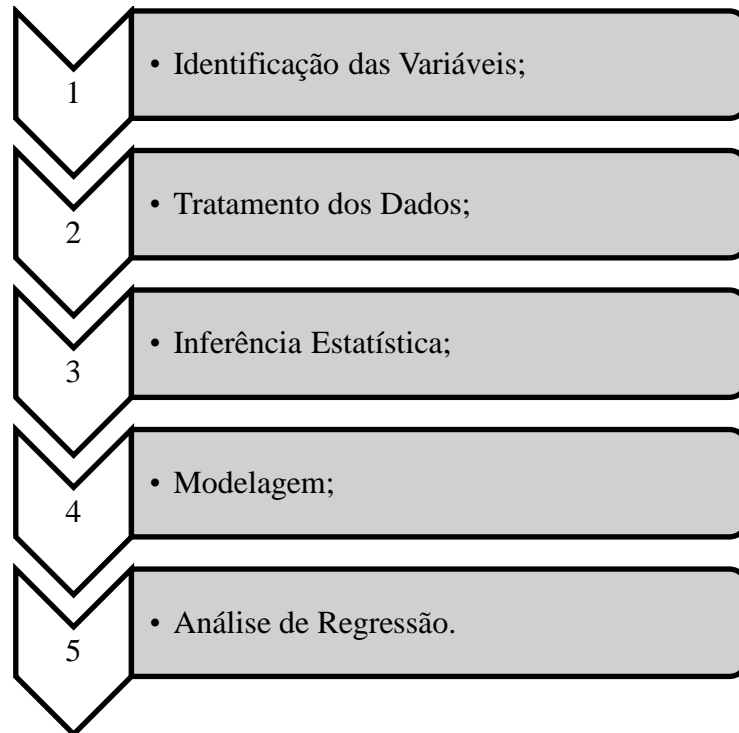 1
• Identificação das Variáveis;
2
• Tratamento dos Dados;
3
• Inferência Estatística;
4
• Modelagem;
5
• Análise de Regressão.